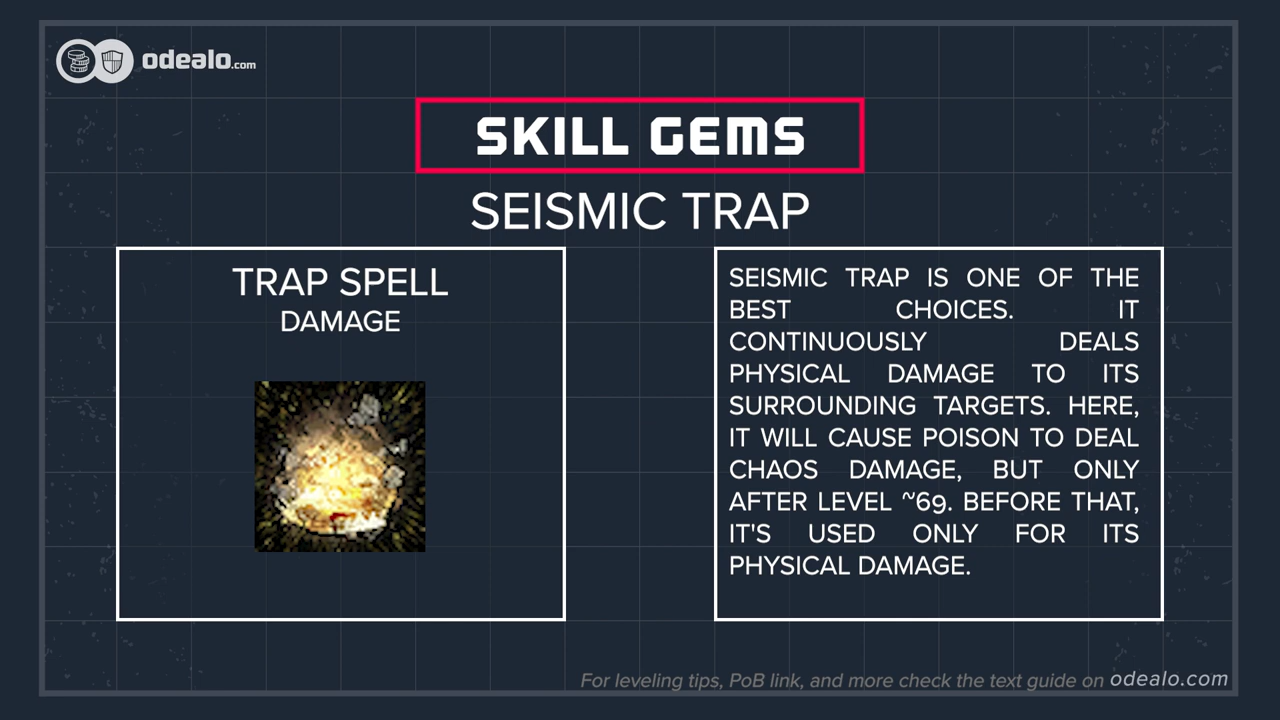 odealo.com
SKILL GEMS
SEISMIC TRAP
TRAP SPELL
DAMAGE
SEISMIC TRAP IS ONE OF THE
BEST CHOICES. IT
CONTINUOUSLY DEALS
PHYSICAL DAMAGE TO ITS
SURROUNDING TARGETS. HERE,
IT WILL CAUSE POISON TO DEAL
CHAOS DAMAGE, BUT ONLY
AFTER LEVEL ~69. BEFORE THAT,
IT'S USED ONLY FOR ITS
PHYSICAL DAMAGE.
For leveling tips, PoB link, and more check the text guide on odealo.com